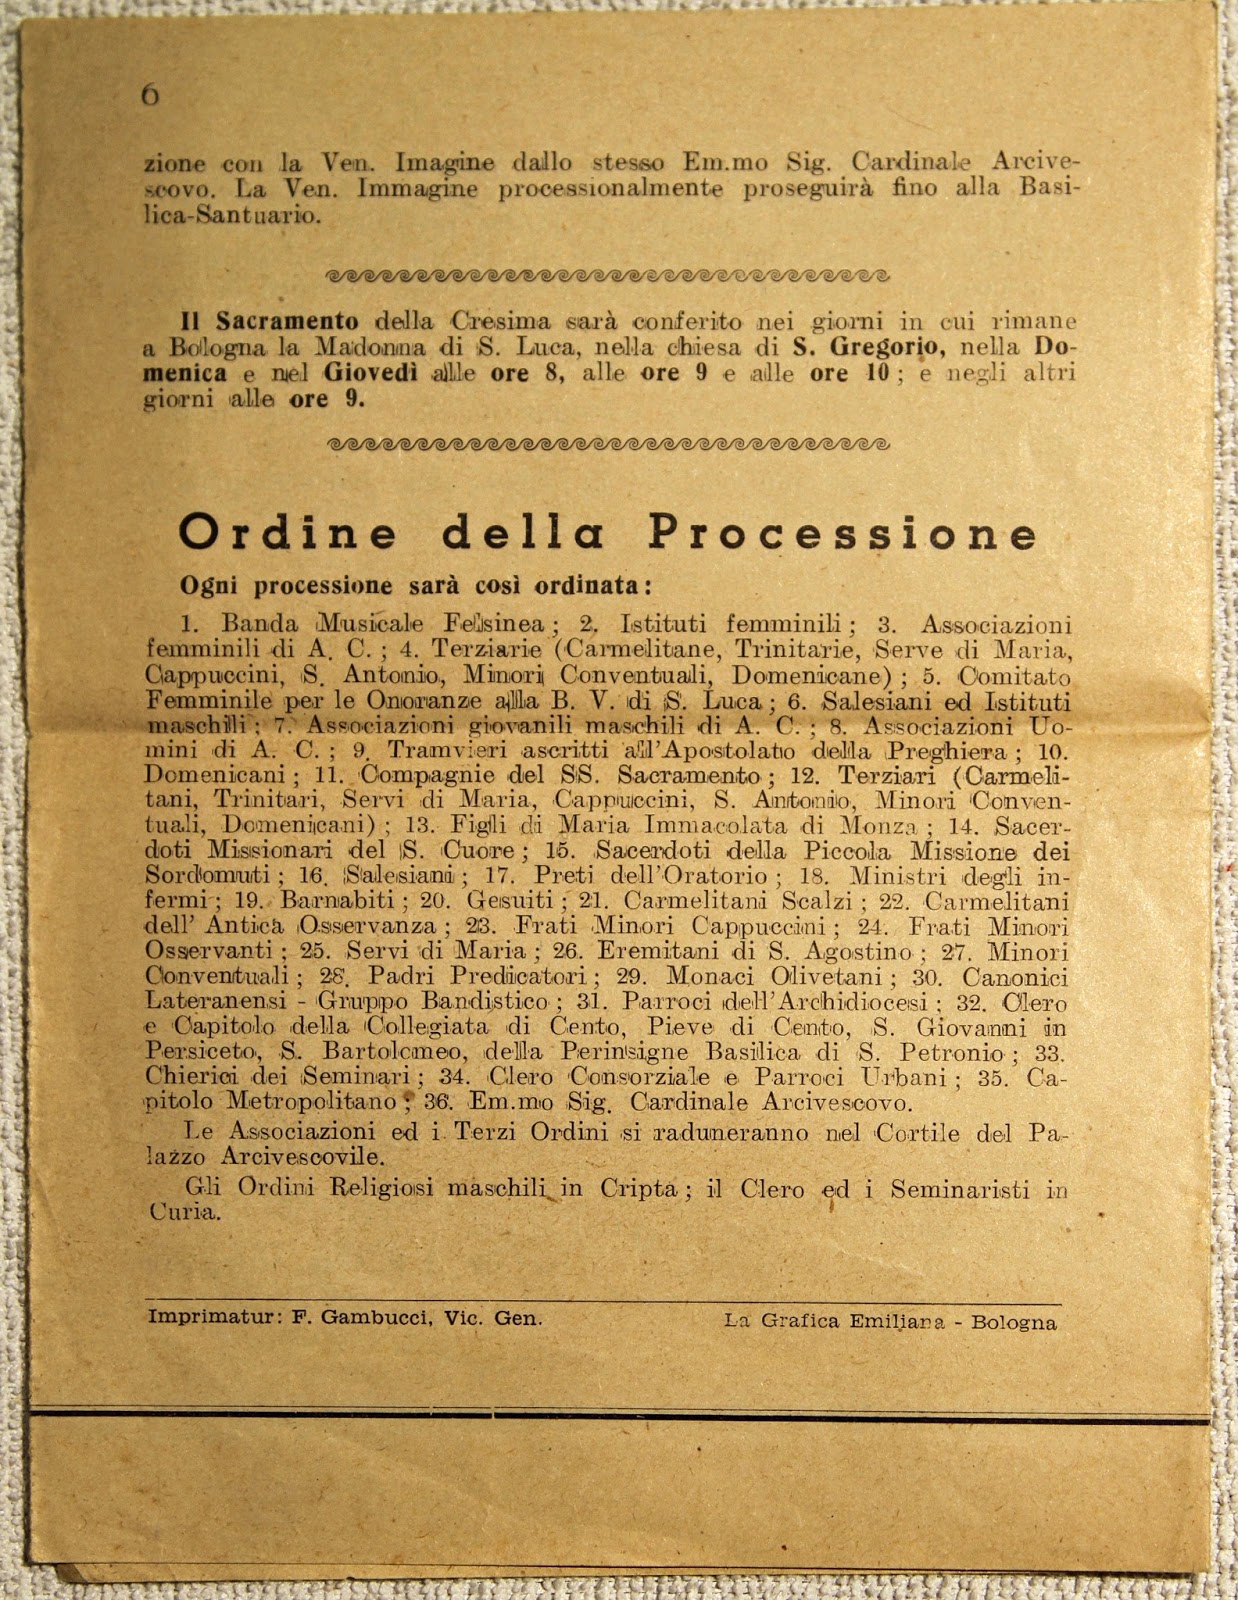 6
zione con la Ven. Imagine dallo stesso Em.mo Sig. Cardinale Arcive-
scovo. La Ven. Immagine processionalmente proseguirà fino alla Basi-
lica-Santuario.
Il Sacramento della Cresima sarà conferito nei giorni in cui rimane
a Bologna la Madonna di S. Luca, nella chiesa di S. Gregorio, nella Do-
menica e nel Giovedì alle ore 8, alle ore 9 e alle ore 10 ; e negli altri
giorni alle ore 9.
Ordine della Processione
Ogni processione sarà così ordinata :
1. Banda Musicale Felsinea ; 2. Istituti femminili ; 3. Associazioni
femminili di A. C. ; 4. Terziarie (Carmelitane, Trinitarie, Serve di Maria,
Cappuccini, S. Antonio, Minori Conventuali, Domenicane) ; 5. Comitato
Femminile per le Onoranze alla B. V. di S. Luca ; 6. Salesiani ed Istituti
maschili ; 7. Associazioni giovanili maschili di A. C. ; 8. Associazioni Uo-
mini di A. C. ; 9. Tramvieri ascritti all'Apostolato della Preghiera ; 10.
Domenicani ; 11. Compagnie del SS. Sacramento ; 12. Terziari (Carmeli-
tani, Trinitari, Servi di Maria, Cappuccini, S. Antonio, Minori Conven-
tuali, Domenicani) ; 13. Figli di Maria Immacolata di Monza ; 14. Sacer-
doti Missionari del S. Cuore ; 15. Sacerdoti della Piccola Missione dei
Sordomuti ; 16. Salesiani ; 17. Preti dell'Oratorio ; 18. Ministri degli in-
fermi ; 19. Barnabiti ; 20. Gesuiti ; 21. Carmelitani Scalzi ; 22. Carmelitani
dell' Antica Osservanza ; 23. Frati Minori Cappuccini ; 24. Frati Minori
Osservanti ; 25. Servi di Maria ; 26. Eremitani di S. Agostino ; 27. Minori
Conventuali ; 28. Padri Predicatori ; 29. Monaci Olivetani ; 30. Canonici
Lateranensi - Gruppo Bandistico ; 31. Parroci dell'Archidiocesi ; 32. Clero
e Capitolo della Collegiata di Cento, Pieve di Cento, S. Giovanni in
Persiceto, S. Bartolomeo, della Perinsigne Basilica di S. Petronio ; 33.
Chierici dei Seminari ; 34. Clero Consorziale e Parroci Urbani ; 35. Ca-
pitolo Metropolitano ; 36. Em.mo Sig. Cardinale Arcivescovo.
Le Associazioni ed i Terzi Ordini si raduneranno nel Cortile del Pa-
lazzo Arcivescovile.
Gli Ordini Religiosi maschili in Cripta ; il Clero ed i Seminaristi in
Curia.
Imprimatur: F. Gambucci, Vic. Gen. La Grafica Emiliana - Bologna